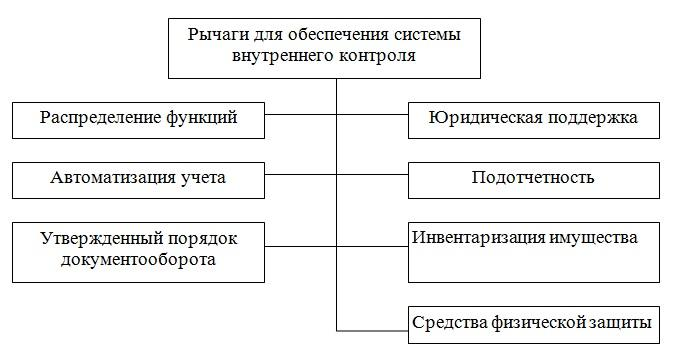 Рычаги для обеспечения системы
внутреннего контроля
Распределение функций
Юридическая поддержка
Автоматизация учета
Подотчетность
Утвержденный порядок
документооборота
Инвентаризация имущества
Средства физической защиты